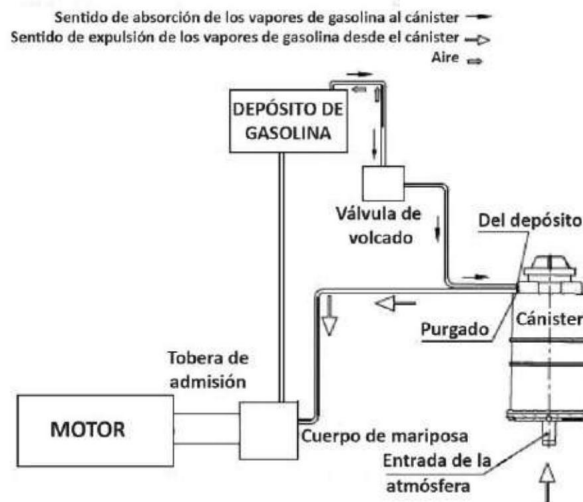 Sentido de absorción de los vapores de gasolina al cánister
Sentido de expulsión de los vapores de gasolina desde el cánister
Aire
DEPÓSITO DE
GASOLINA
Válvula de
volcado
Del depósito
Cánister
Purgado
Tobera de
admisión
MOTOR
Cuerpo de mariposa
Entrada de la
atmósfera